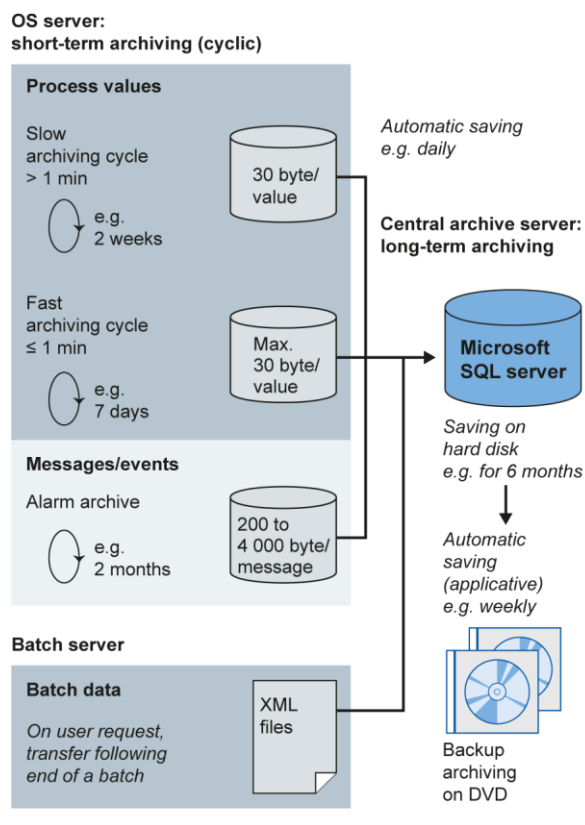 OS server:
short-term archiving (cyclic)
Process values
Slow
archiving cycle
> 1 min
e.g.
2 weeks
30 byte/
value
Fast
archiving cycle
≤ 1 min
e.g.
7 days
Max.
30 byte/
value
Messages/events
Alarm archive
e.g.
2 months
200 to
4 000 byte/
message
Automatic saving
e.g. daily
Central archive server:
long-term archiving
Microsoft
SQL server
Saving on
hard disk
e.g. for 6 months
Automatic
saving
(applicative)
e.g. weekly
Backup
archiving
on DVD
Batch server
Batch data
On user request,
transfer following
end of a batch
XML
files